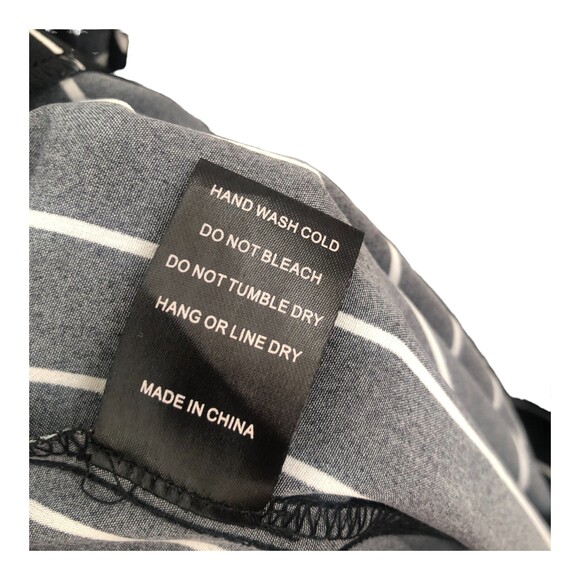 HAND WASH COLD
DO NOT BLEACH
DO NOT TUMBLE DRY
HANG OR LINE DRY
MADE IN CHINA